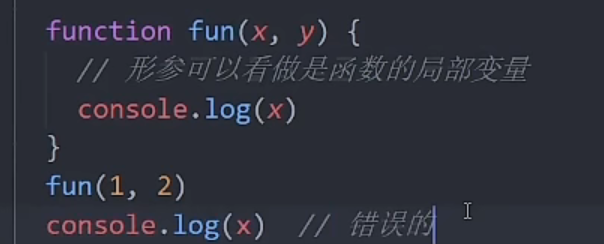 function fun(x, y) {
// 形参可以看做是函数的局部变量
console.log(x)
}
fun(1, 2)
console.log(x) // 错误的